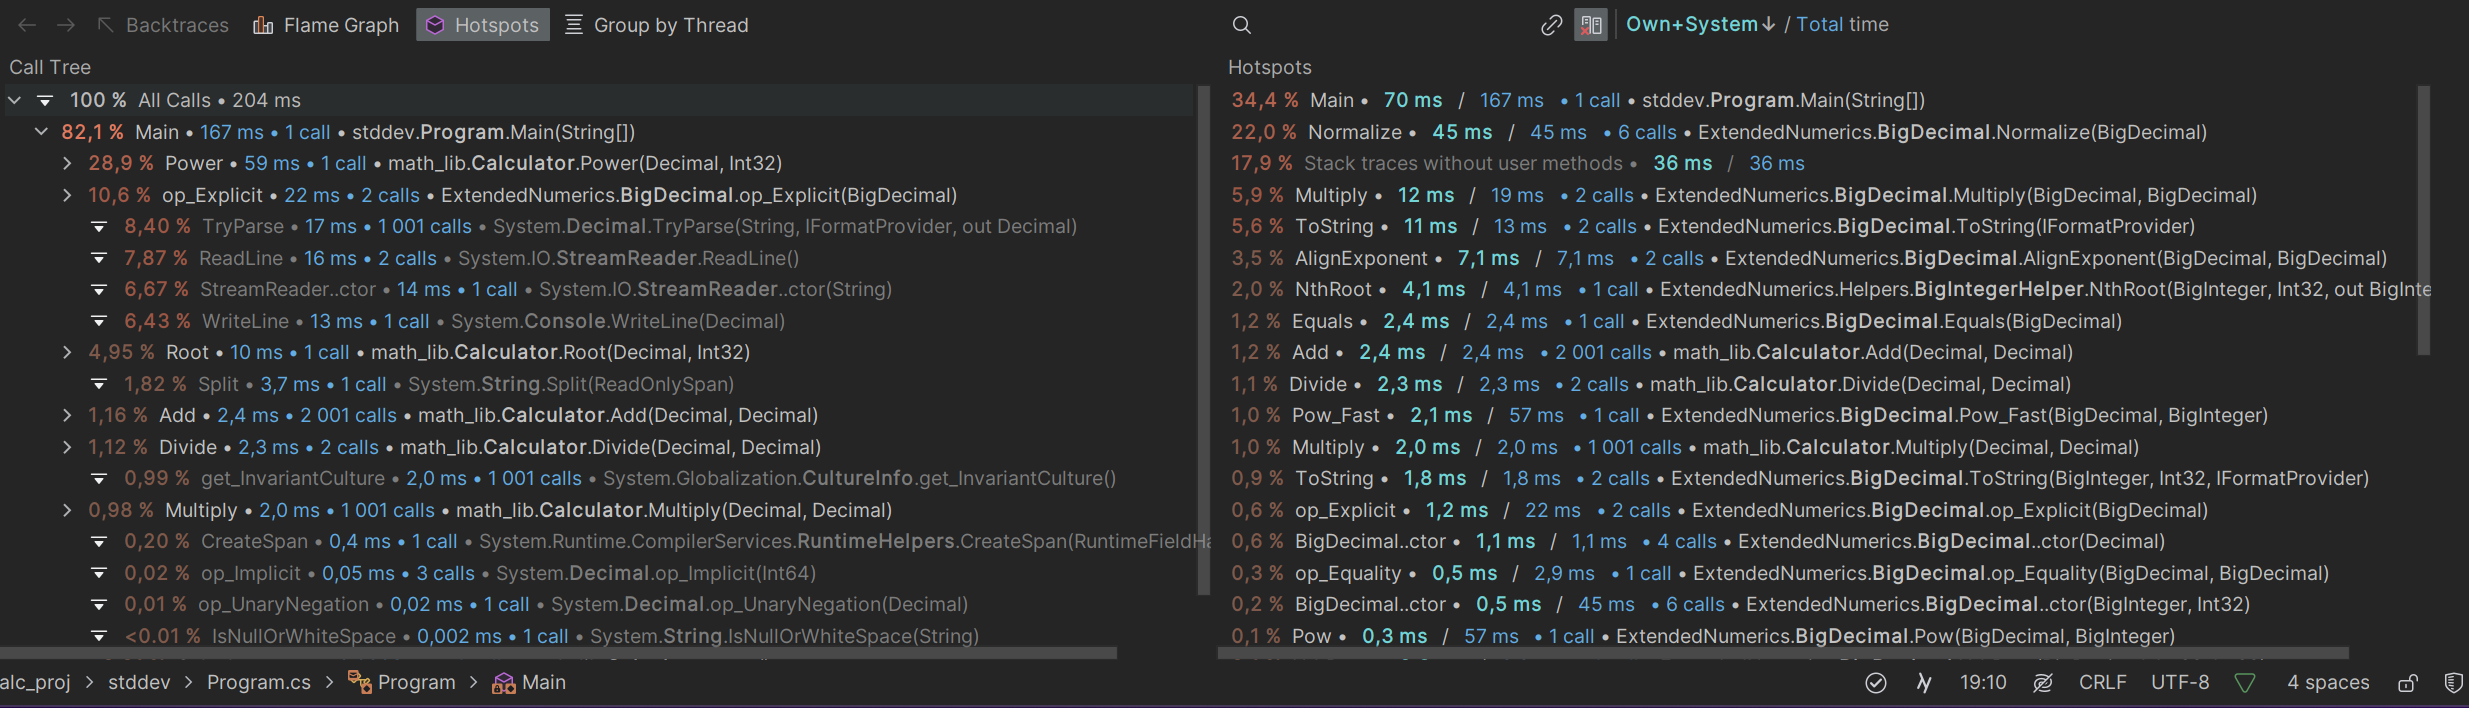 Backtraces Flame Graph Hotspots Group by Thread
Call Tree
100 % All Calls • 204 ms
82,1 % Main • 167 ms • 1 call • stddev.Program.Main(String[])
28,9 % Power • 59 ms • 1 call • math_lib.Calculator.Power(Decimal, Int32)
10,6 % op_Explicit • 22 ms • 2 calls • ExtendedNumerics.BigDecimal.op_Explicit(BigDecimal)
8,40 % TryParse • 17 ms • 1 001 calls • System.Decimal.TryParse(String, IFormatProvider, out Decimal)
7,87 % ReadLine • 16 ms • 2 calls • System.IO.StreamReader.ReadLine()
6,67 % StreamReader..ctor • 14 ms • 1 call • System.IO.StreamReader..ctor(String)
6,43 % WriteLine • 13 ms • 1 call • System.Console.WriteLine(Decimal)
4,95 % Root • 10 ms • 1 call • math_lib.Calculator.Root(Decimal, Int32)
1,82 % Split • 3,7 ms • 1 call • System.String.Split(ReadOnlySpan)
1,16 % Add • 2,4 ms • 2 001 calls • math_lib.Calculator.Add(Decimal, Decimal)
1,12 % Divide • 2,3 ms • 2 calls • math_lib.Calculator.Divide(Decimal, Decimal)
0,99 % get_InvariantCulture • 2,0 ms • 1 001 calls • System.Globalization.CultureInfo.get_InvariantCulture()
0,98 % Multiply • 2,0 ms • 1 001 calls • math_lib.Calculator.Multiply(Decimal, Decimal)
0,20 % CreateSpan • 0,4 ms • 1 call • System.Runtime.CompilerServices.RuntimeHelpers.CreateSpan(RuntimeFieldHa
0,02 % op_Implicit • 0,05 ms • 3 calls • System.Decimal.op_Implicit(Int64)
0,01 % op_UnaryNegation • 0,02 ms • 1 call • System.Decimal.op_UnaryNegation(Decimal)
<0.01 % IsNullOrWhiteSpace • 0,002 ms • 1 call • System.String.IsNullOrWhiteSpace(String)
Own+System↓ / Total time
Hotspots
34,4 % Main • 70 ms / 167 ms • 1 call • stddev.Program.Main(String[])
22,0 % Normalize • 45 ms / 45 ms • 6 calls • ExtendedNumerics.BigDecimal.Normalize(BigDecimal)
17,9 % Stack traces without user methods • 36 ms / 36 ms
5,9 % Multiply • 12 ms / 19 ms • 2 calls • ExtendedNumerics.BigDecimal.Multiply(BigDecimal, BigDecimal)
5,6 % ToString • 11 ms / 13 ms • 2 calls • ExtendedNumerics.BigDecimal.ToString(IFormatProvider)
3,5 % AlignExponent • 7,1 ms / 7,1 ms • 2 calls • ExtendedNumerics.BigDecimal.AlignExponent(BigDecimal, BigDecimal)
2,0 % NthRoot • 4,1 ms / 4,1 ms • 1 call • ExtendedNumerics.Helpers.BigIntegerHelper.NthRoot(BigInteger, Int32, out BigInte
1,2 % Equals • 2,4 ms / 2,4 ms • 1 call • ExtendedNumerics.BigDecimal.Equals(BigDecimal)
1,2 % Add • 2,4 ms / 2,4 ms • 2 001 calls • math_lib.Calculator.Add(Decimal, Decimal)
1,1 % Divide • 2,3 ms / 2,3 ms • 2 calls • math_lib.Calculator.Divide(Decimal, Decimal)
1,0 % Pow_Fast • 2,1 ms / 57 ms • 1 call • ExtendedNumerics.BigDecimal.Pow_Fast(BigDecimal, BigInteger)
1,0 % Multiply • 2,0 ms / 2,0 ms • 1 001 calls • math_lib.Calculator.Multiply(Decimal, Decimal)
0,9 % ToString • 1,8 ms / 1,8 ms • 2 calls • ExtendedNumerics.BigDecimal.ToString(BigInteger, Int32, IFormatProvider)
0,6 % op_Explicit • 1,2 ms / 22 ms • 2 calls • ExtendedNumerics.BigDecimal.op_Explicit(BigDecimal)
0,6 % BigDecimal..ctor • 1,1 ms / 1,1 ms • 4 calls • ExtendedNumerics.BigDecimal..ctor(Decimal)
0,3 % op_Equality • 0,5 ms / 2,9 ms • 1 call • ExtendedNumerics.BigDecimal.op_Equality(BigDecimal, BigDecimal)
0,2 % BigDecimal..ctor • 0,5 ms / 45 ms • 6 calls • ExtendedNumerics.BigDecimal..ctor(BigInteger, Int32)
0,1 % Pow • 0,3 ms / 57 ms • 1 call • ExtendedNumerics.BigDecimal.Pow(BigDecimal, BigInteger)
alc_proj > stddev > Program.cs > Program > Main
19:10 CRLF UTF-8 4 spaces